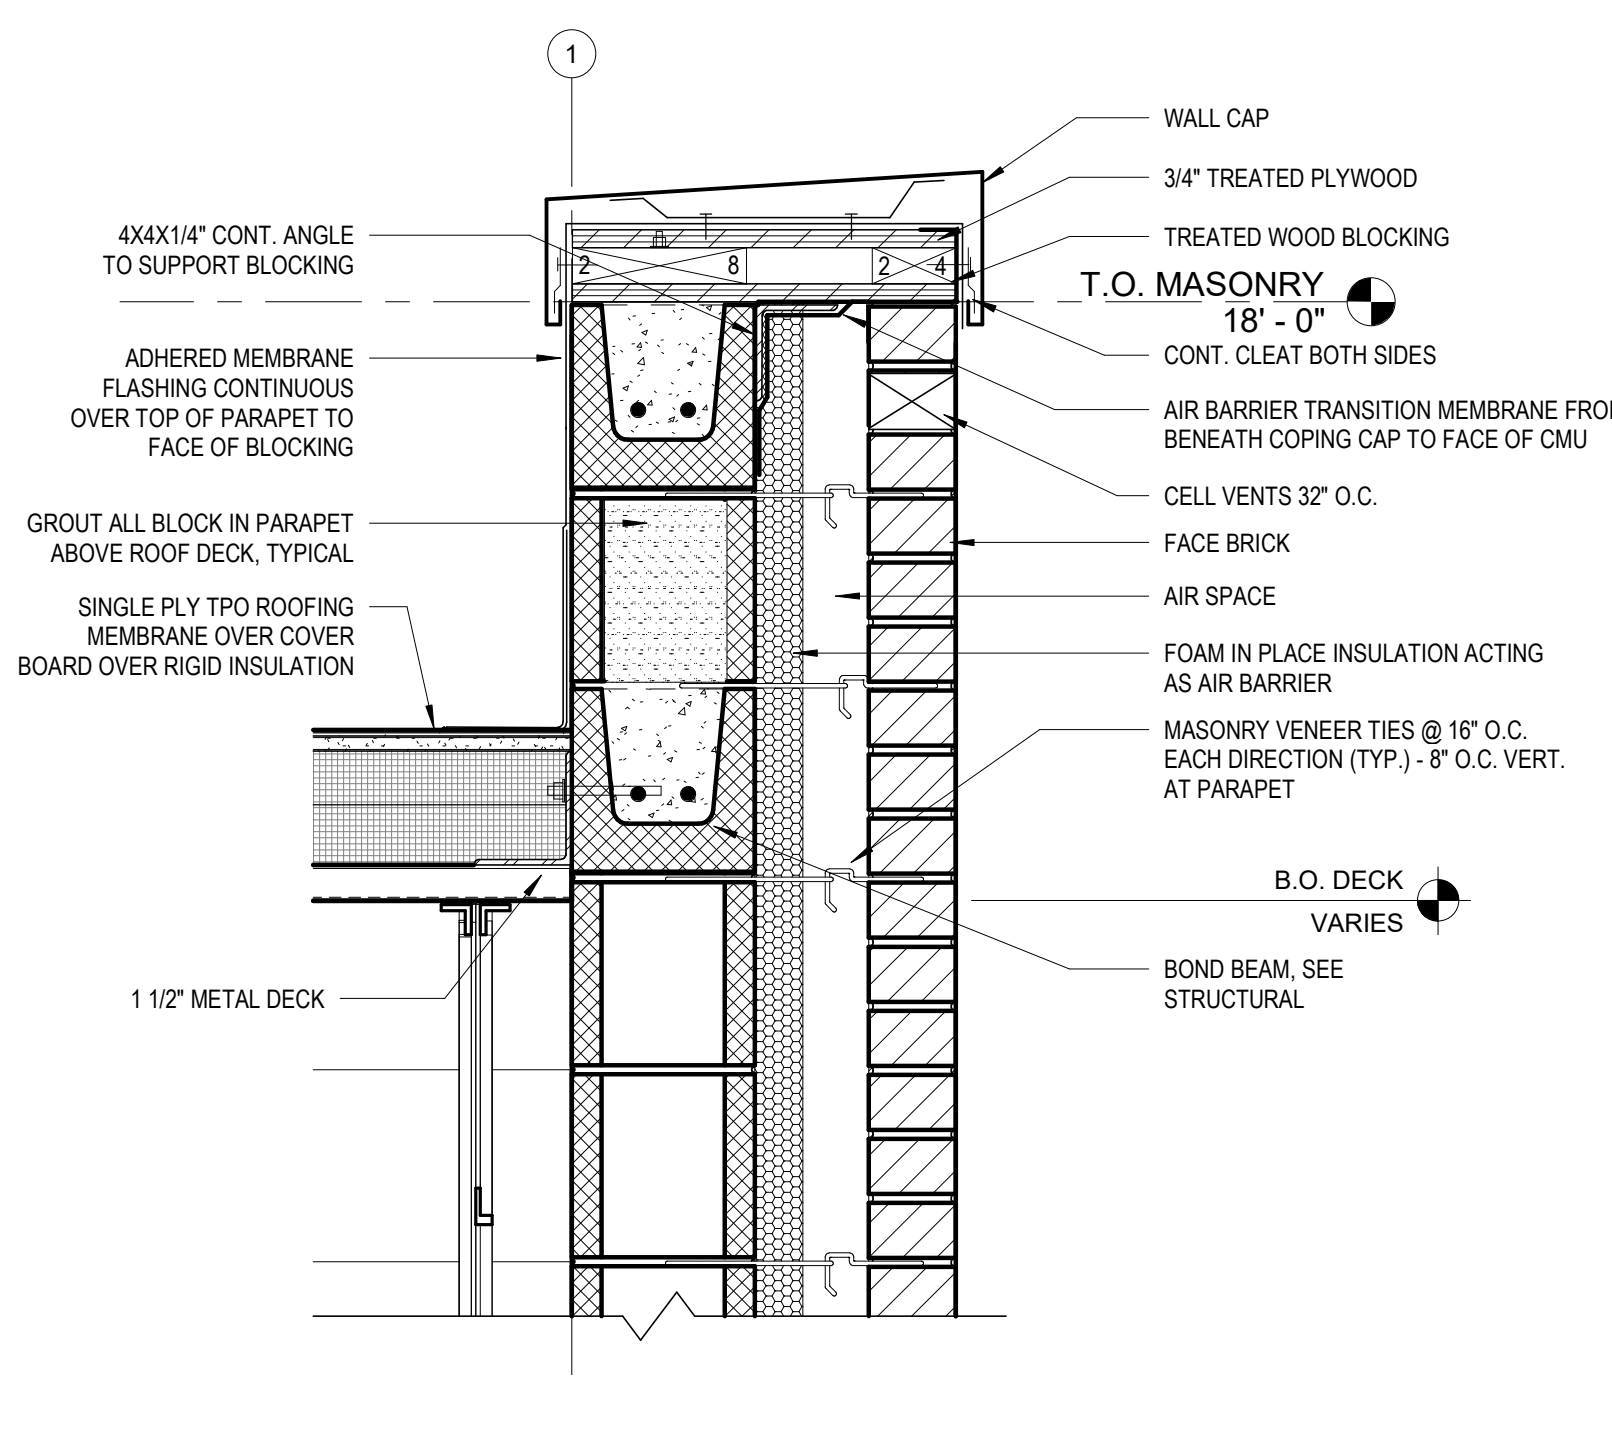 1
WALL CAP
3/4" TREATED PLYWOOD
TREATED WOOD BLOCKING
T.O. MASONRY
18' - 0"
CONT. CLEAT BOTH SIDES
AIR BARRIER TRANSITION MEMBRANE
BENEATH COPING CAP TO FACE OF CMU
CELL VENTS 32" O.C.
FACE BRICK
AIR SPACE
FOAM IN PLACE INSULATION ACTING
AS AIR BARRIER
MASONRY VENEER TIES @ 16" O.C.
EACH DIRECTION (TYP.) - 8" O.C. VERT.
AT PARAPET
B.O. DECK
VARIES
BOND BEAM, SEE
STRUCTURAL
4X4X1/4" CONT. ANGLE
TO SUPPORT BLOCKING
2 8 2 4
ADHERED MEMBRANE
FLASHING CONTINUOUS
OVER TOP OF PARAPET TO
FACE OF BLOCKING
GROUT ALL BLOCK IN PARAPET
ABOVE ROOF DECK, TYPICAL
SINGLE PLY TPO ROOFING
MEMBRANE OVER COVER
BOARD OVER RIGID INSULATION
1 1/2" METAL DECK